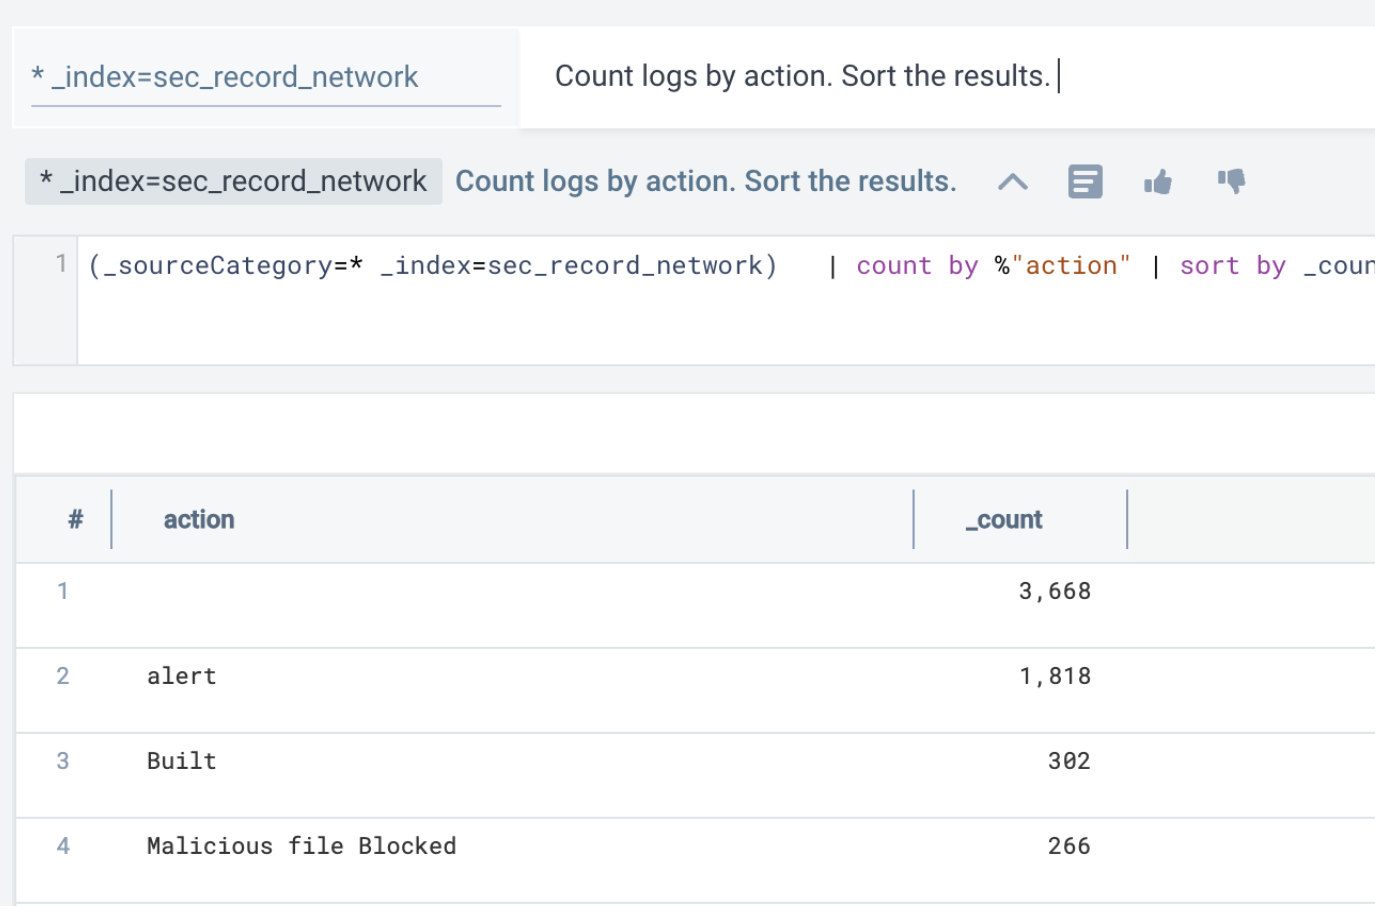 * _index=sec_record_network Count logs by action. Sort the results.
* _index=sec_record_network Count logs by action. Sort the results.
1 (_sourceCategory=* _index=sec_record_network) | count by %"action" | sort by _coun
# action _count
1 3,668
2 alert 1,818
3 Built 302
4 Malicious file Blocked 266